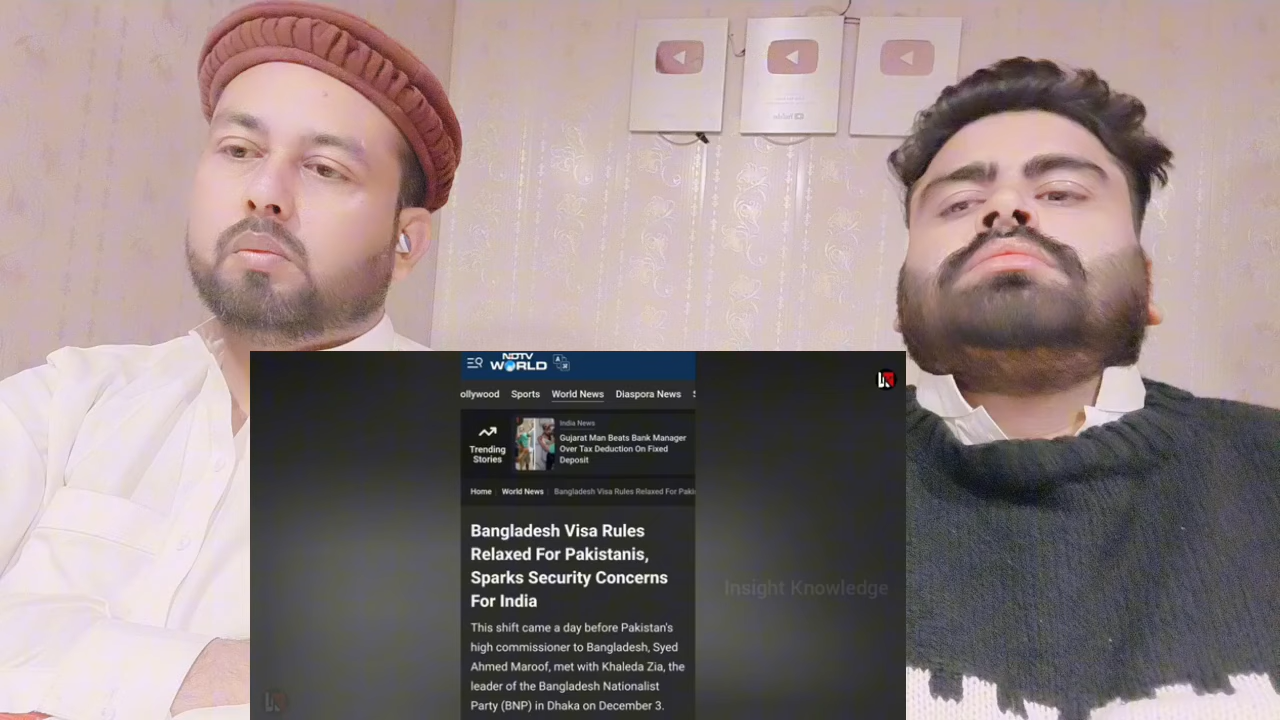 NDTV
WORLD
ollywood Sports World News Diaspora News
Trending
Stories
India News
Gujarat Man Beats Bank Manager
Over Tax Deduction On Fixed
Deposit
Home World News Bangladesh Visa Rules Relaxed For Pakis
Bangladesh Visa Rules
Relaxed For Pakistanis,
Sparks Security Concerns
For India
This shift came a day before Pakistan's
high commissioner to Bangladesh, Syed
Ahmed Maroof, met with Khaleda Zia, the
leader of the Bangladesh Nationalist
Party (BNP) in Dhaka on December 3.
Insight Knowledge